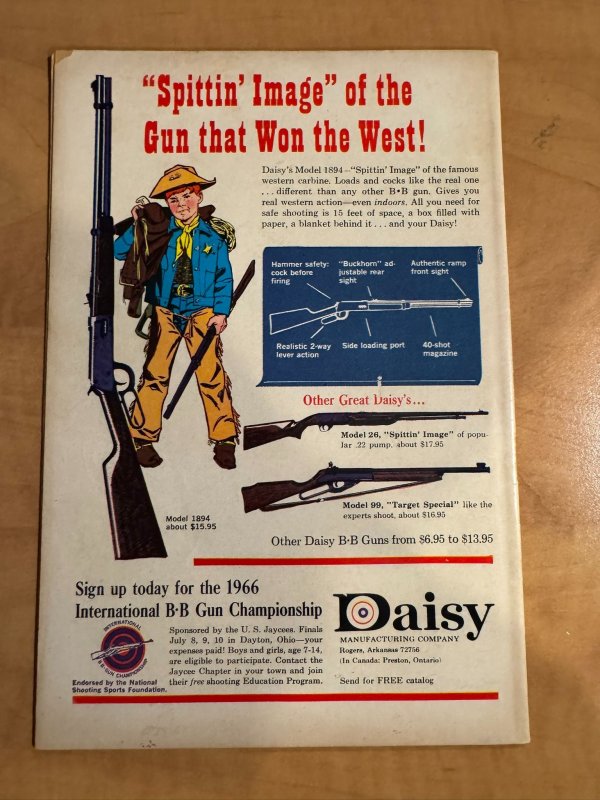 "Spittin' Image" of the
Gun that Won the West!
Daisy's Model 1894—"Spittin' Image" of the famous
western carbine. Loads and cocks like the real one
... different than any other B•B gun. Gives you
real western action—even indoors. All you need for
safe shooting is 15 feet of space, a box filled with
paper, a blanket behind it ... and your Daisy!
Hammer safety:
cock before
firing
"Buckhorn" ad-
justable rear
sight
Authentic ramp
front sight
Realistic 2-way
lever action
Side loading port
40-shot
magazine
Other Great Daisy's...
Model 26, "Spittin' Image" of popu-
lar .22 pump, about $17.95
Model 99, "Target Special" like the
experts shoot, about $16.95
Model 1894
about $15.95
Other Daisy B•B Guns from $6.95 to $13.95
Sign up today for the 1966
International B•B Gun Championship
INTERNATIONAL
B•B GUN CHAMPIONSHIP
Endorsed by the National
Shooting Sports Foundation.
Sponsored by the U. S. Jaycees. Finals
July 8, 9, 10 in Dayton, Ohio—your
expenses paid! Boys and girls, age 7-14,
are eligible to participate. Contact the
Jaycee Chapter in your town and join
their free shooting Education Program.
Daisy
MANUFACTURING COMPANY
Rogers, Arkansas 72756
(In Canada: Preston, Ontario)
Send for FREE catalog